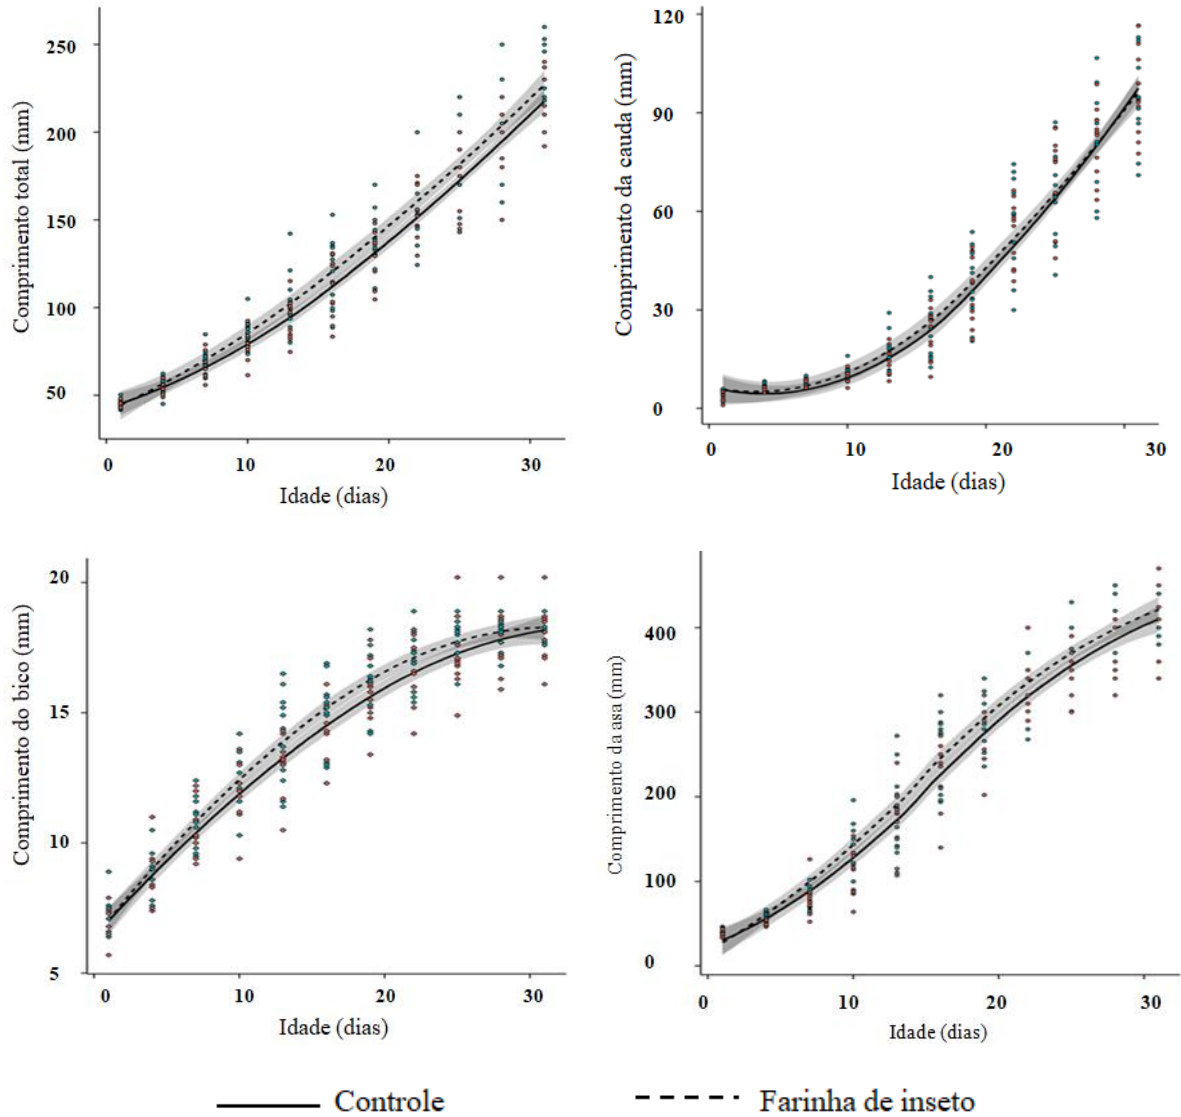 Comprimento total (mm)
250
200
150
100
50
0 10 20 30
Idade (dias)
Comprimento da cauda (mm)
120
90
60
30
0
0 10 20 30
Idade (dias)
Comprimento do bico (mm)
20
15
10
5
0 10 20 30
Idade (dias)
Comprimento da asa (mm)
400
300
200
100
0
0 10 20 30
Idade (dias)
Controle Farinha de inseto